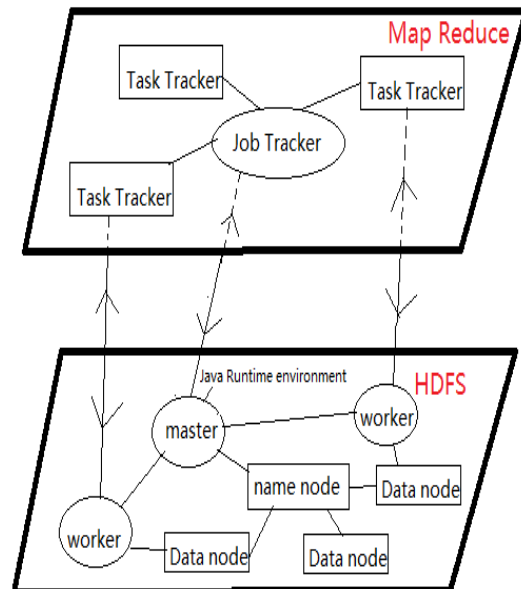 Map Reduce
Task Tracker
Task Tracker
Job Tracker
Task Tracker
Java Runtime environment
HDFS
master
worker
name node
Data node
worker
Data node
Data node